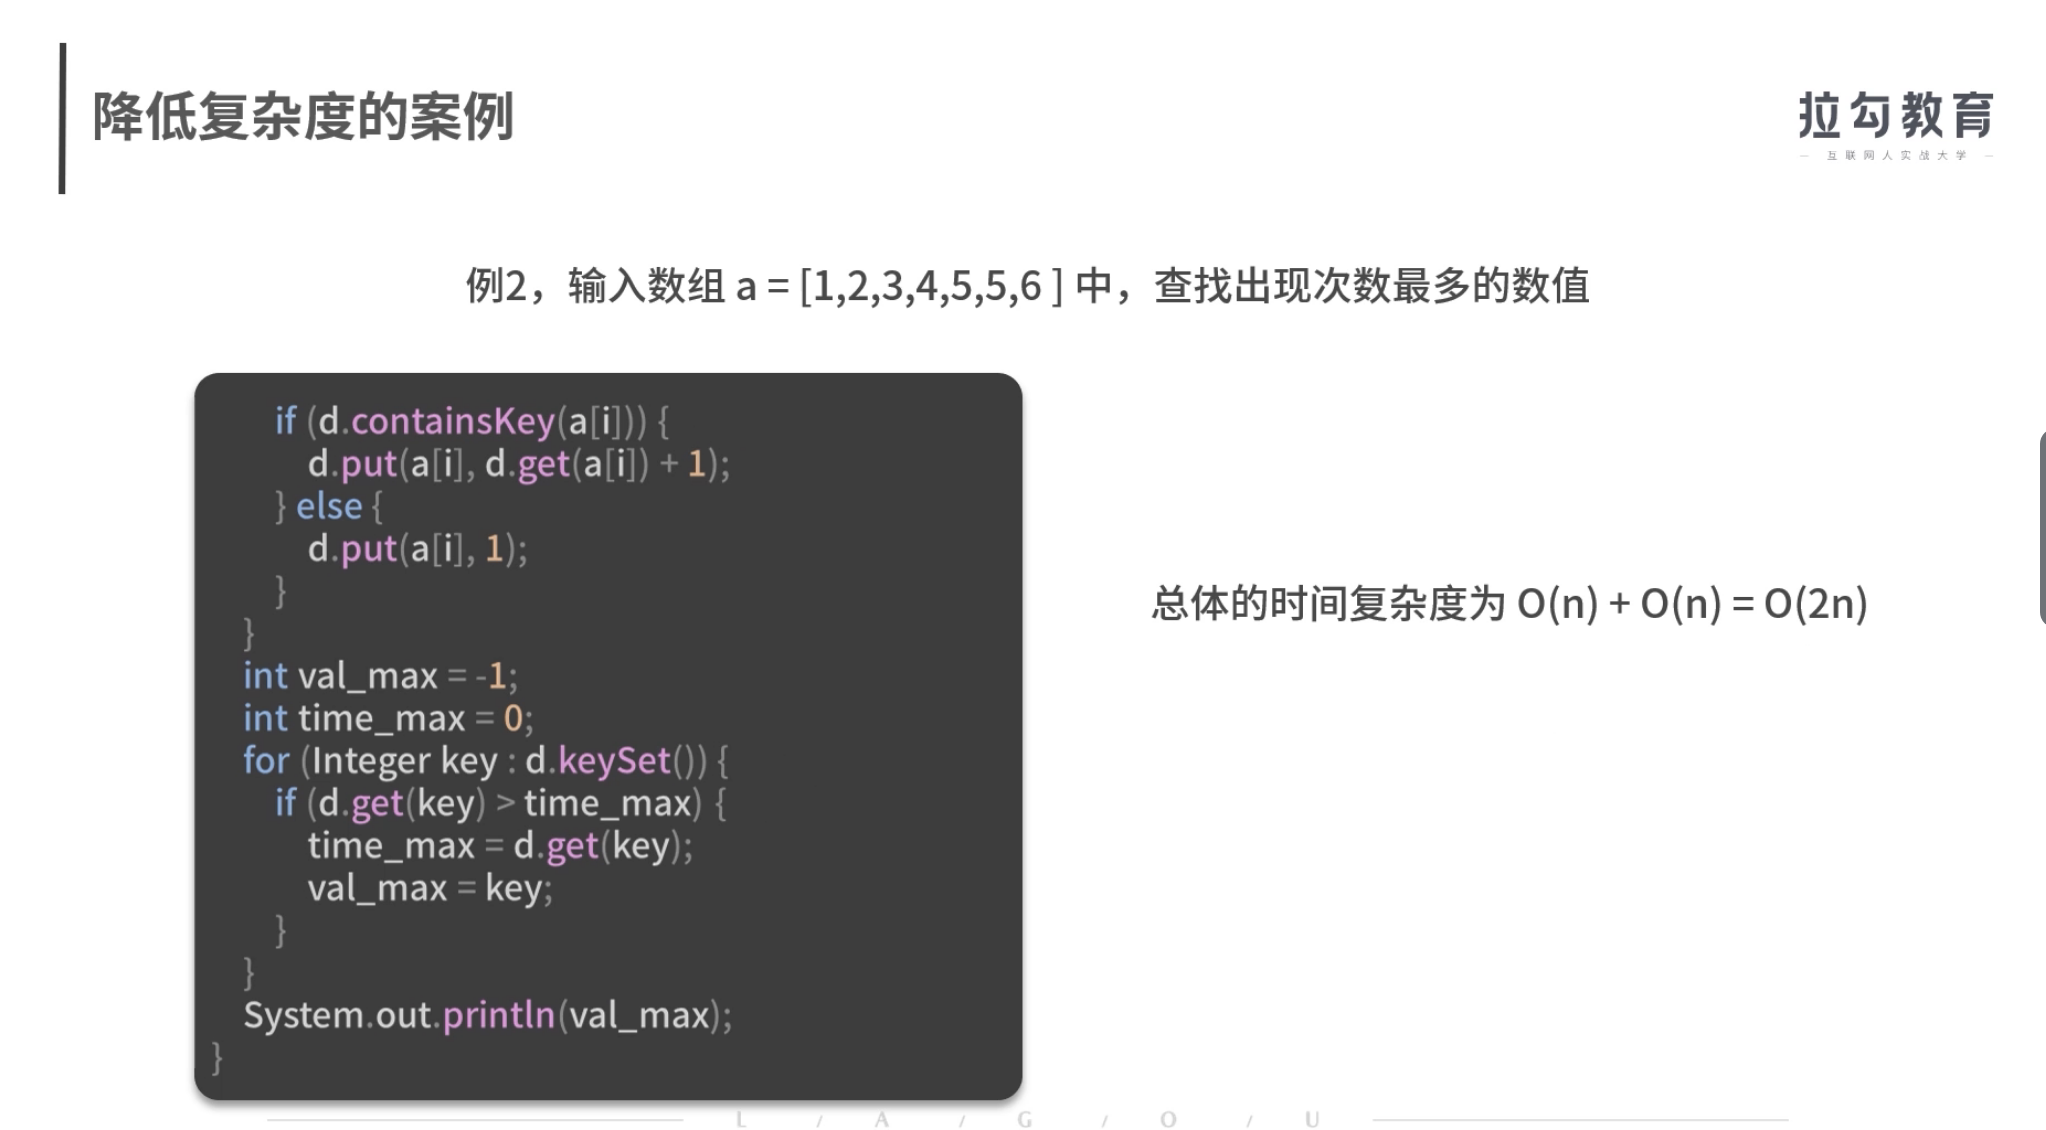 降低复杂度的案例
拉勾教育
— 互联网人实战大学 —
例2，输入数组 a = [1,2,3,4,5,5,6 ] 中，查找出现次数最多的数值
if (d.containsKey(a[i])) {
d.put(a[i], d.get(a[i]) + 1);
} else {
d.put(a[i], 1);
}
}
int val_max = -1;
int time_max = 0;
for (Integer key : d.keySet()) {
if (d.get(key) > time_max) {
time_max = d.get(key);
val_max = key;
}
}
System.out.println(val_max);
}
总体的时间复杂度为 O(n) + O(n) = O(2n)
L / A / G / O / U